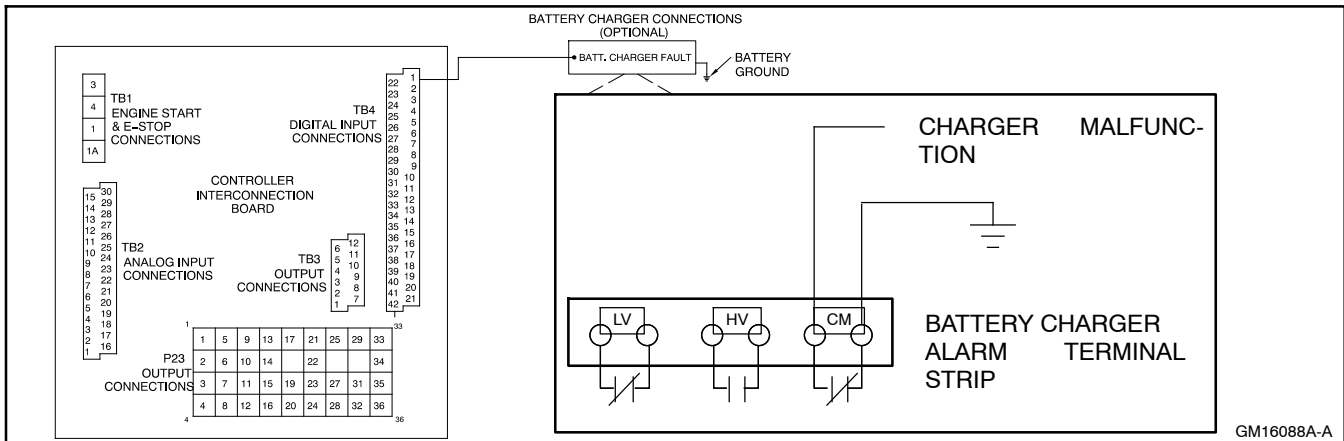 BATTERY CHARGER CONNECTIONS
(OPTIONAL)
BATT. CHARGER FAULT
BATTERY
GROUND
3
4
1
1A
TB1
ENGINE START
& E-STOP
CONNECTIONS
TB4
DIGITAL INPUT
CONNECTIONS
22 1
23 2
24 3
25 4
26 5
27 6
28 7
29 8
30 9
31 10
32 11
33 12
34 13
35 14
36 15
37 16
38 17
39 18
40 19
41 20
42 21
CONTROLLER
INTERCONNECTION
BOARD
15 30
14 29
13 28
12 27
11 26
10 25
9 24
8 23
7 22
6 21
5 20
4 19
3 18
2 17
1 16
TB2
ANALOG INPUT
CONNECTIONS
TB3
OUTPUT
CONNECTIONS
6 12
5 11
4 10
3 9
2 8
1 7
1 33
P23
OUTPUT
CONNECTIONS
1 5 9 13 17 21 25 29 33
2 6 10 14 22 34
3 7 11 15 19 23 27 31 35
4 8 12 16 20 24 28 32 36
4 36
CHARGER MALFUNC-
TION
LV HV CM
BATTERY CHARGER
ALARM TERMINAL
STRIP
GM16088A-A